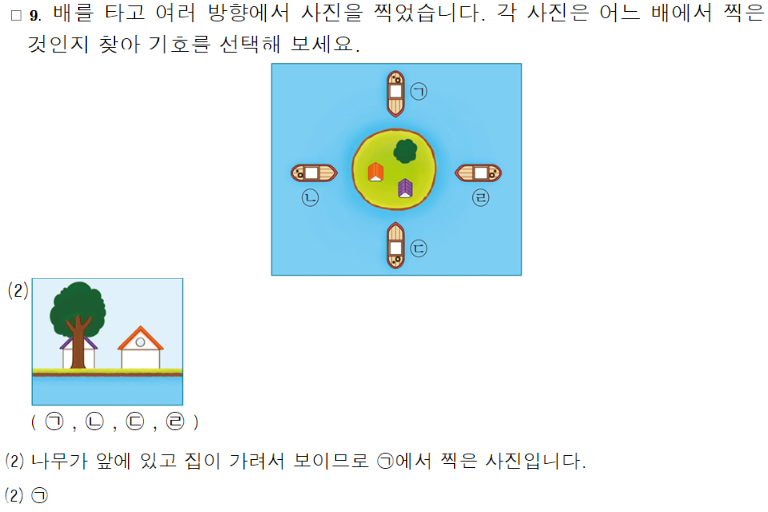 □ 9. 배를 타고 여러 방향에서 사진을 찍었습니다. 각 사진은 어느 배에서 찍은
것인지 찾아 기호를 선택해 보세요.
㉠
㉡
㉣
㉢
(2)
( ㉠ , ㉡ , ㉢ , ㉣ )
(2) 나무가 앞에 있고 집이 가려서 보이므로 ㉠에서 찍은 사진입니다.
(2) ㉠